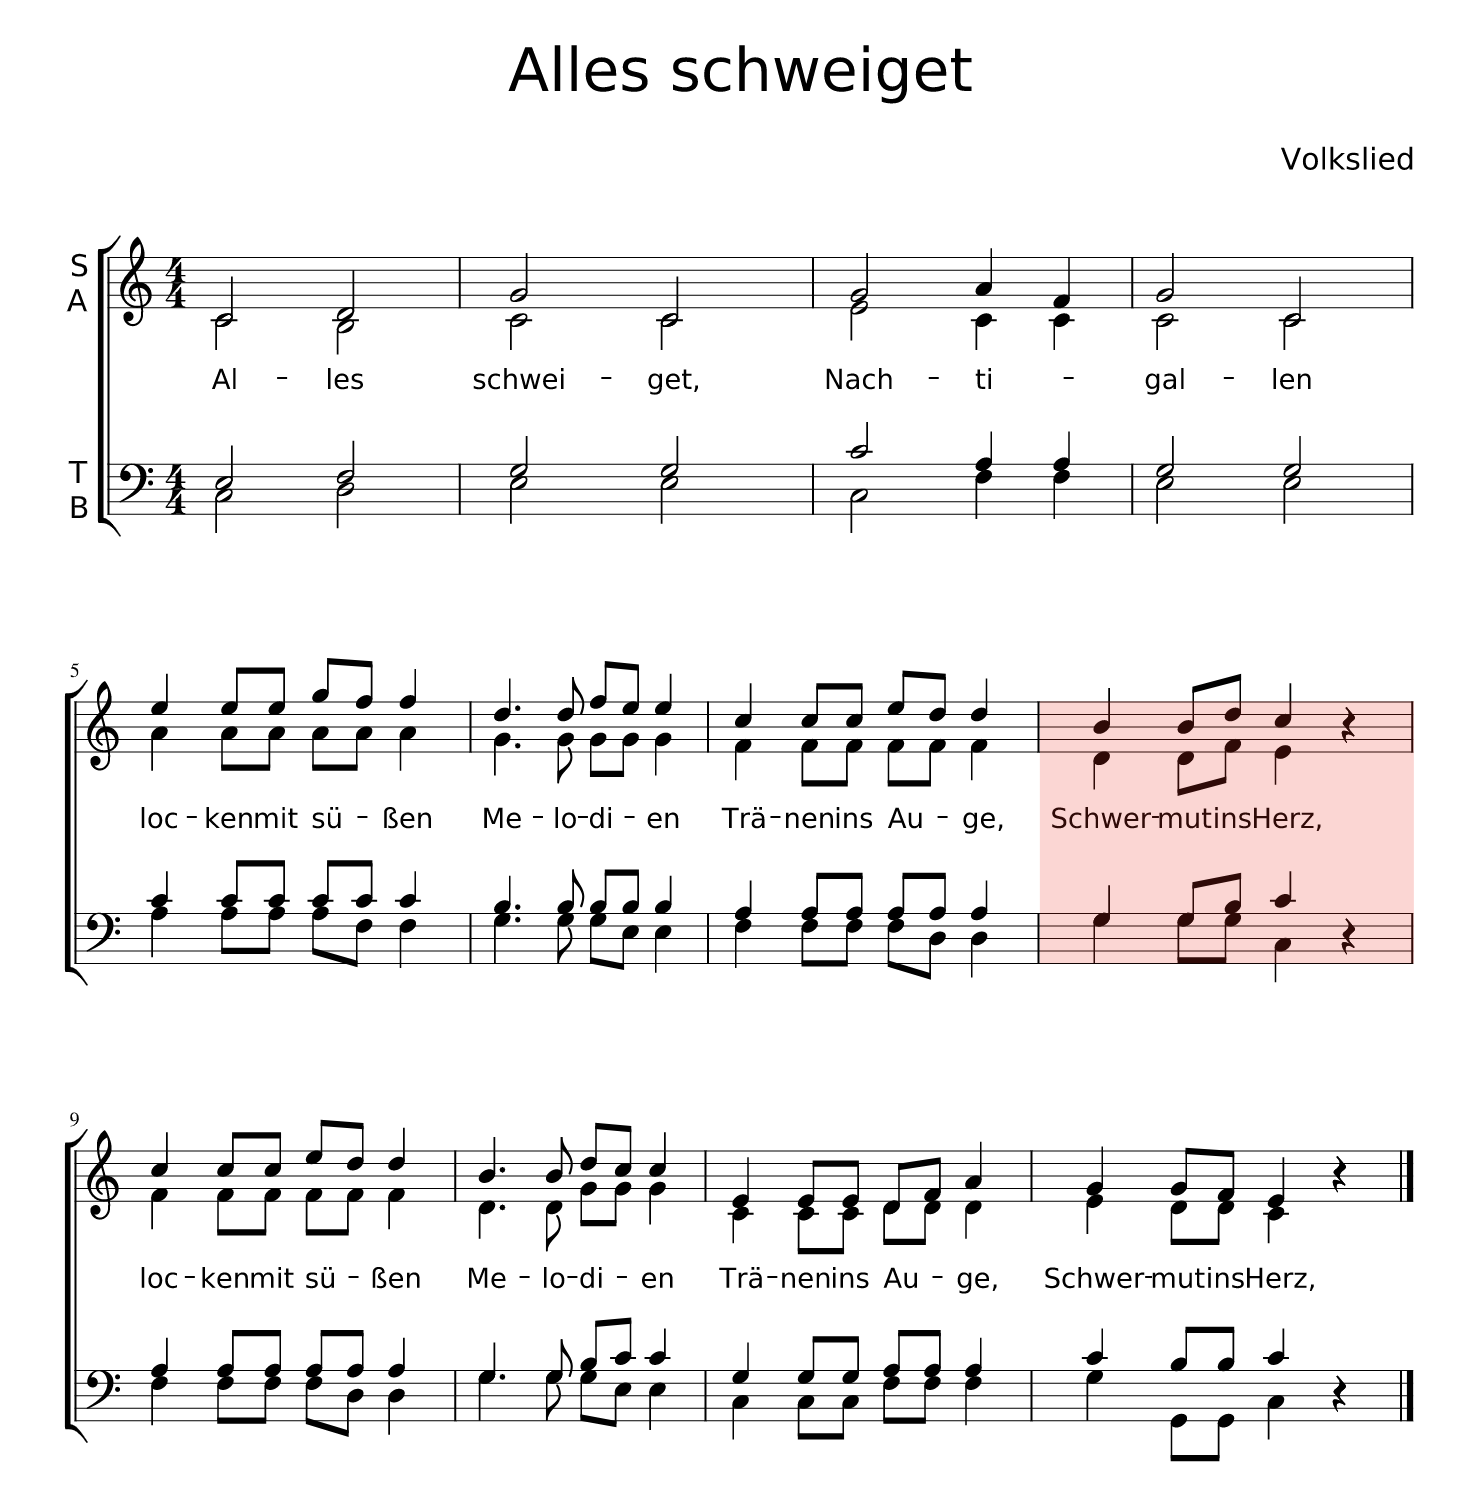 Alles schweiget
Volkslied
S
A
Al – les schwei – get, Nach – ti – gal – len
T
B
5
loc – kenmit sü – ßen Me – lo–di – en Trä–nenins Au – ge, Schwer–mutinsHerz,
9
loc – kenmit sü – ßen Me – lo–di – en Trä–nenins Au – ge, Schwer–mutinsHerz,